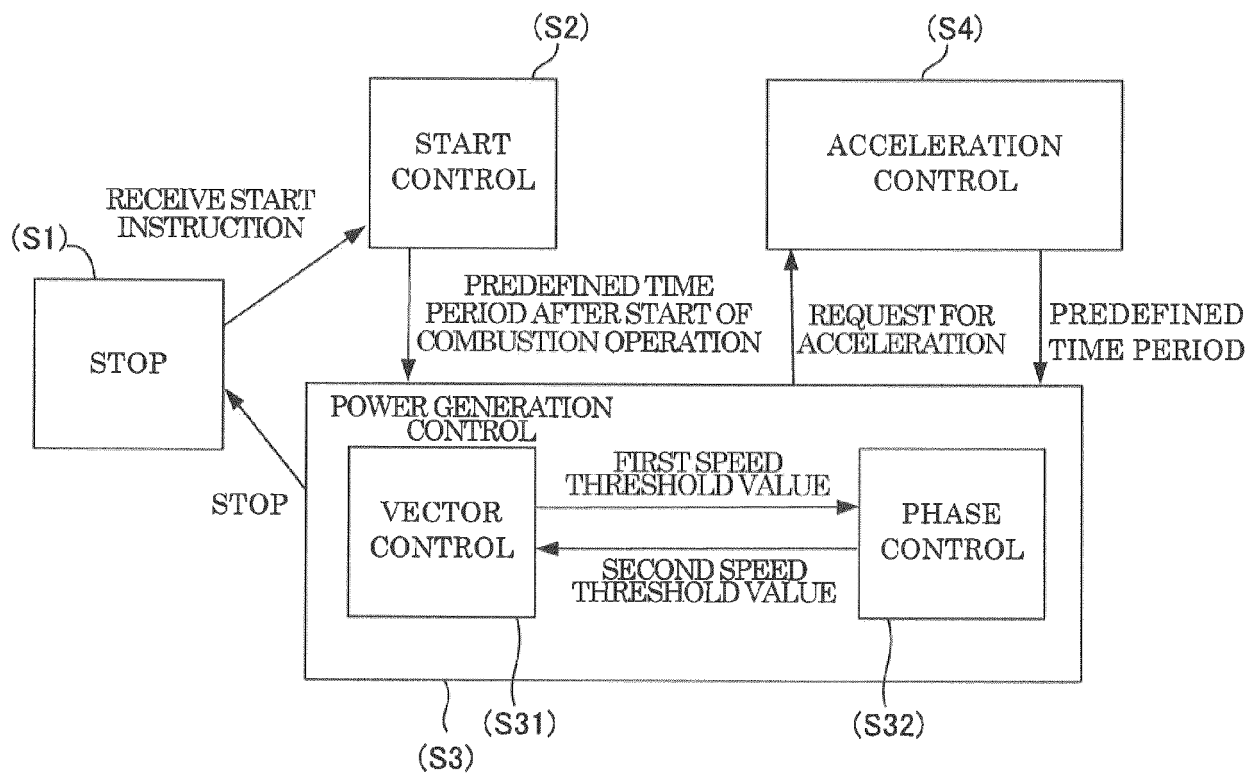 (S2)
(S4)
START
CONTROL
ACCELERATION
CONTROL
RECEIVE START
INSTRUCTION
(S1)
STOP
PREDEFINED TIME
PERIOD AFTER START OF
COMBUSTION OPERATION
REQUEST FOR
ACCELERATION
PREDEFINED
TIME PERIOD
POWER GENERATION
CONTROL
STOP
VECTOR
CONTROL
FIRST SPEED
THRESHOLD VALUE
PHASE
CONTROL
SECOND SPEED
THRESHOLD VALUE
(S31)
(S32)
(S3)